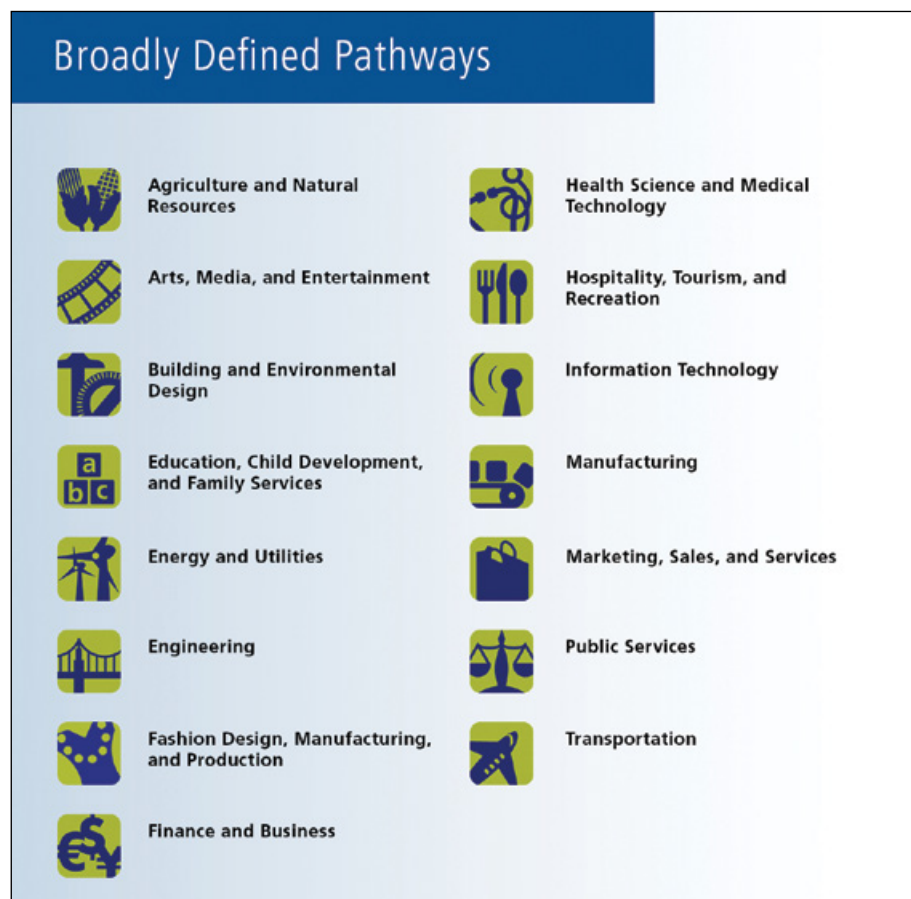 Broadly Defined Pathways
Agriculture and Natural
Resources
Arts, Media, and Entertainment
Building and Environmental
Design
a
b c
Education, Child Development,
and Family Services
Energy and Utilities
Engineering
Fashion Design, Manufacturing,
and Production
€$¥
Finance and Business
Health Science and Medical
Technology
Hospitality, Tourism, and
Recreation
Information Technology
Manufacturing
Marketing, Sales, and Services
Public Services
Transportation